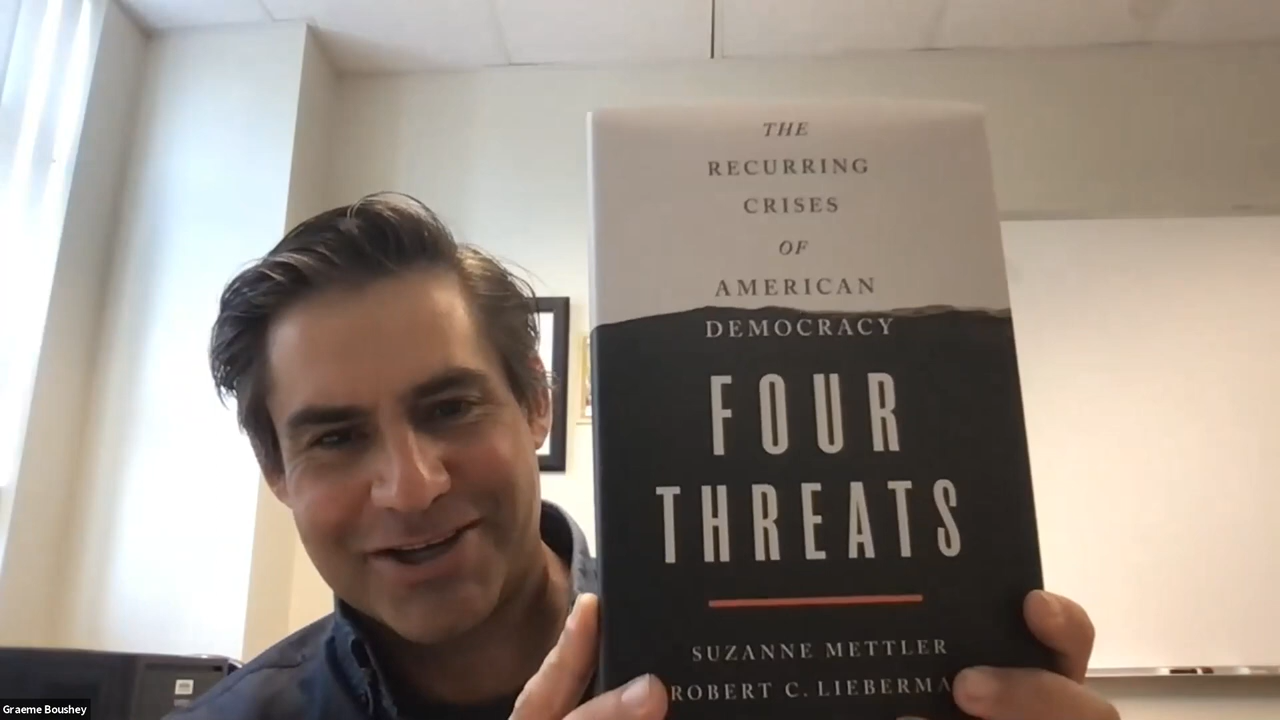 THE
RECURRING
CRISES
OF
AMERICAN
DEMOCRACY
FOUR
THREATS
SUZANNE METTLER
ROBERT C. LIEBERMA
Graeme Boushey